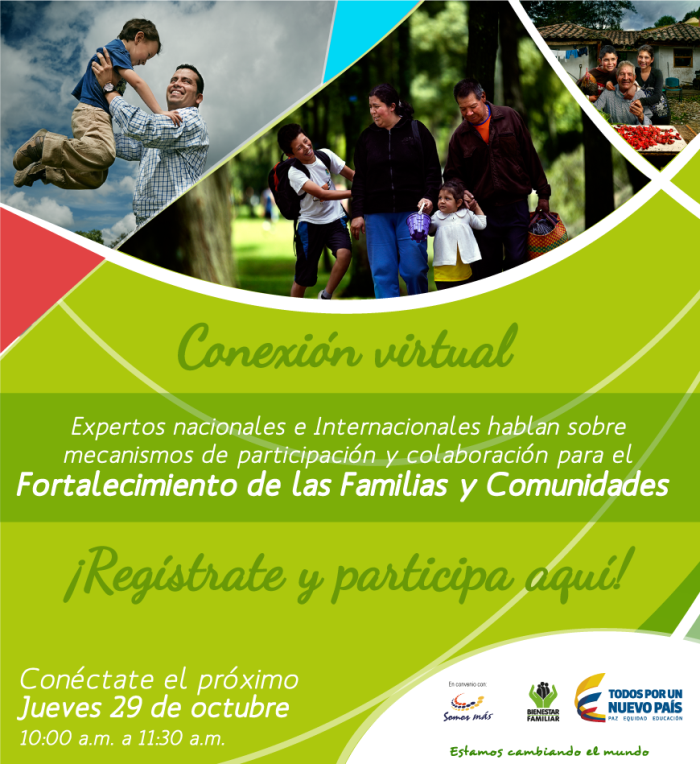 Conexión virtual
Expertos nacionales e Internacionales hablan sobre
mecanismos de participación y colaboración para el
Fortalecimiento de las Familias y Comunidades
¡Regístrate y participa aquí!
Conéctate el próximo
Jueves 29 de octubre
10:00 a.m. a 11:30 a.m.
En convenio con:
Somos más
BIENESTAR
FAMILIAR
TODOS POR UN
NUEVO PAÍS
PAZ EQUIDAD EDUCACIÓN
Estamos cambiando el mundo